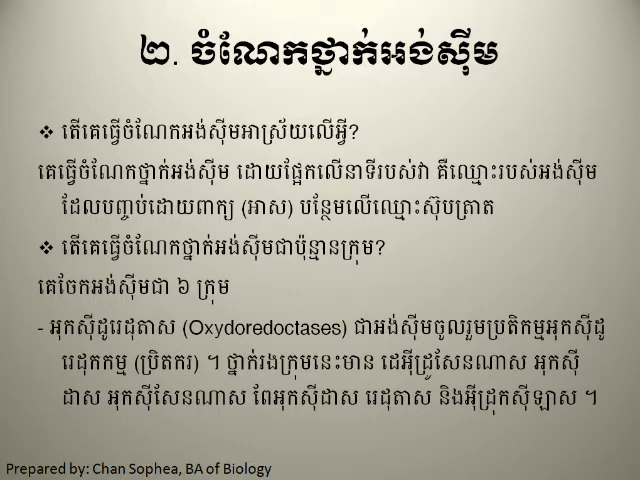 ២. ចំណែកថ្នាក់អង់ស៊ីម
❖ តើគេធ្វើចំណែកអង់ស៊ីមអាស្រ័យលើអ្វី?
គេធ្វើចំណែកថ្នាក់អង់ស៊ីម ដោយផ្អែកលើនាទីរបស់វា គឺឈ្មោះរបស់អង់ស៊ីម
ដែលបញ្ចប់ដោយពាក្យ (អាស) បន្ថែមលើឈ្មោះស៊ុបត្រាត
❖ តើគេធ្វើចំណែកថ្នាក់អង់ស៊ីមជាប៉ុន្មានក្រុម?
គេចែកអង់ស៊ីមជា ៦ ក្រុម
- អុកស៊ីដូរេដុតាស (Oxydoredoctases) ជាអង់ស៊ីមចូលរួមប្រតិកម្មអុកស៊ីដូ
រេដុកកម្ម (ប្រិតករ) ។ ថ្នាក់រងក្រុមនេះមាន ដេអ៊ីដ្រូសែនណាស អុកស៊ី
ដាស អុកស៊ីសែនណាស ពែអុកស៊ីដាស រេដុតាស និងអ៊ីដ្រុកស៊ីឡាស ។
Prepared by: Chan Sophea, BA of Biology